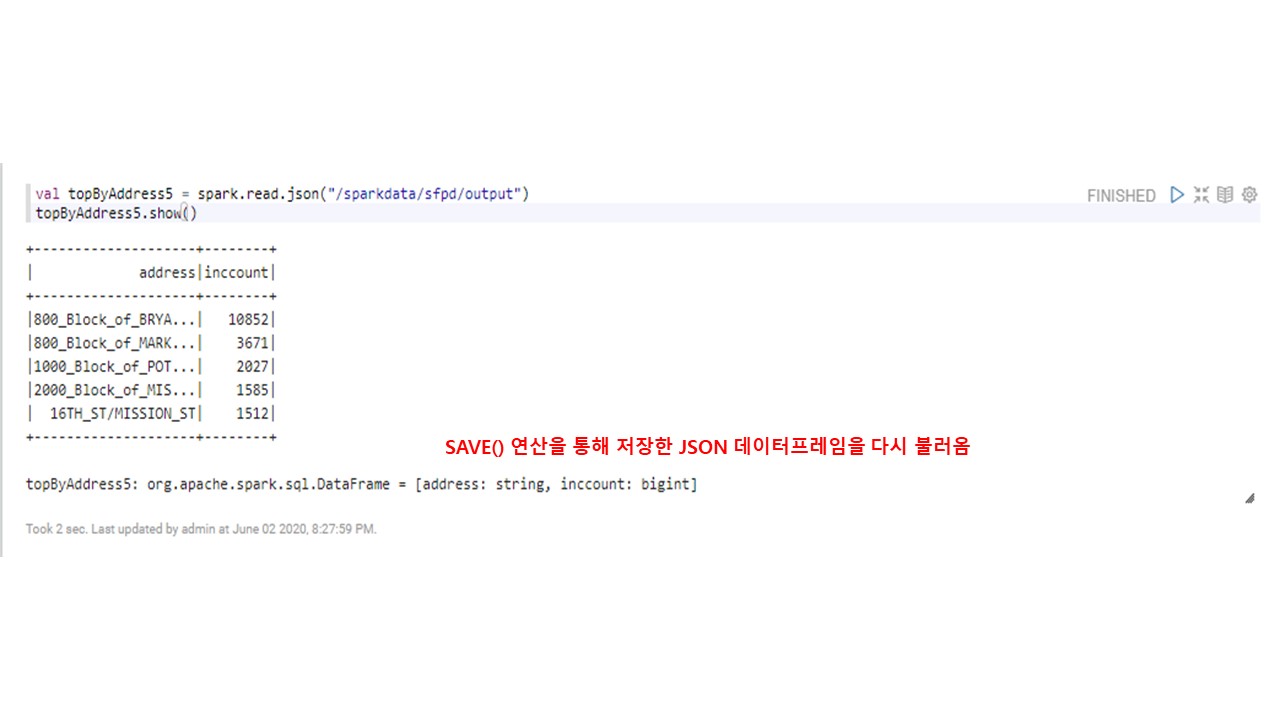 val topByAddress5 = spark.read.json("/sparkdata/sfpd/output")
FINISHED
topByAddress5.show()
+--------------------+--------+
|             address|inccount|
+--------------------+--------+
|800_Block_of_BRYA...|   10852|
|800_Block_of_MARK...|    3671|
|1000_Block_of_POT...|    2027|
|2000_Block_of_MIS...|    1585|
|  16TH_ST/MISSION_ST|    1512|
+--------------------+--------+
SAVE() 연산을 통해 저장한 JSON 데이터프레임을 다시 불러옴
topByAddress5: org.apache.spark.sql.DataFrame = [address: string, inccount: bigint]
Took 2 sec. Last updated by admin at June 02 2020, 8:27:59 PM.